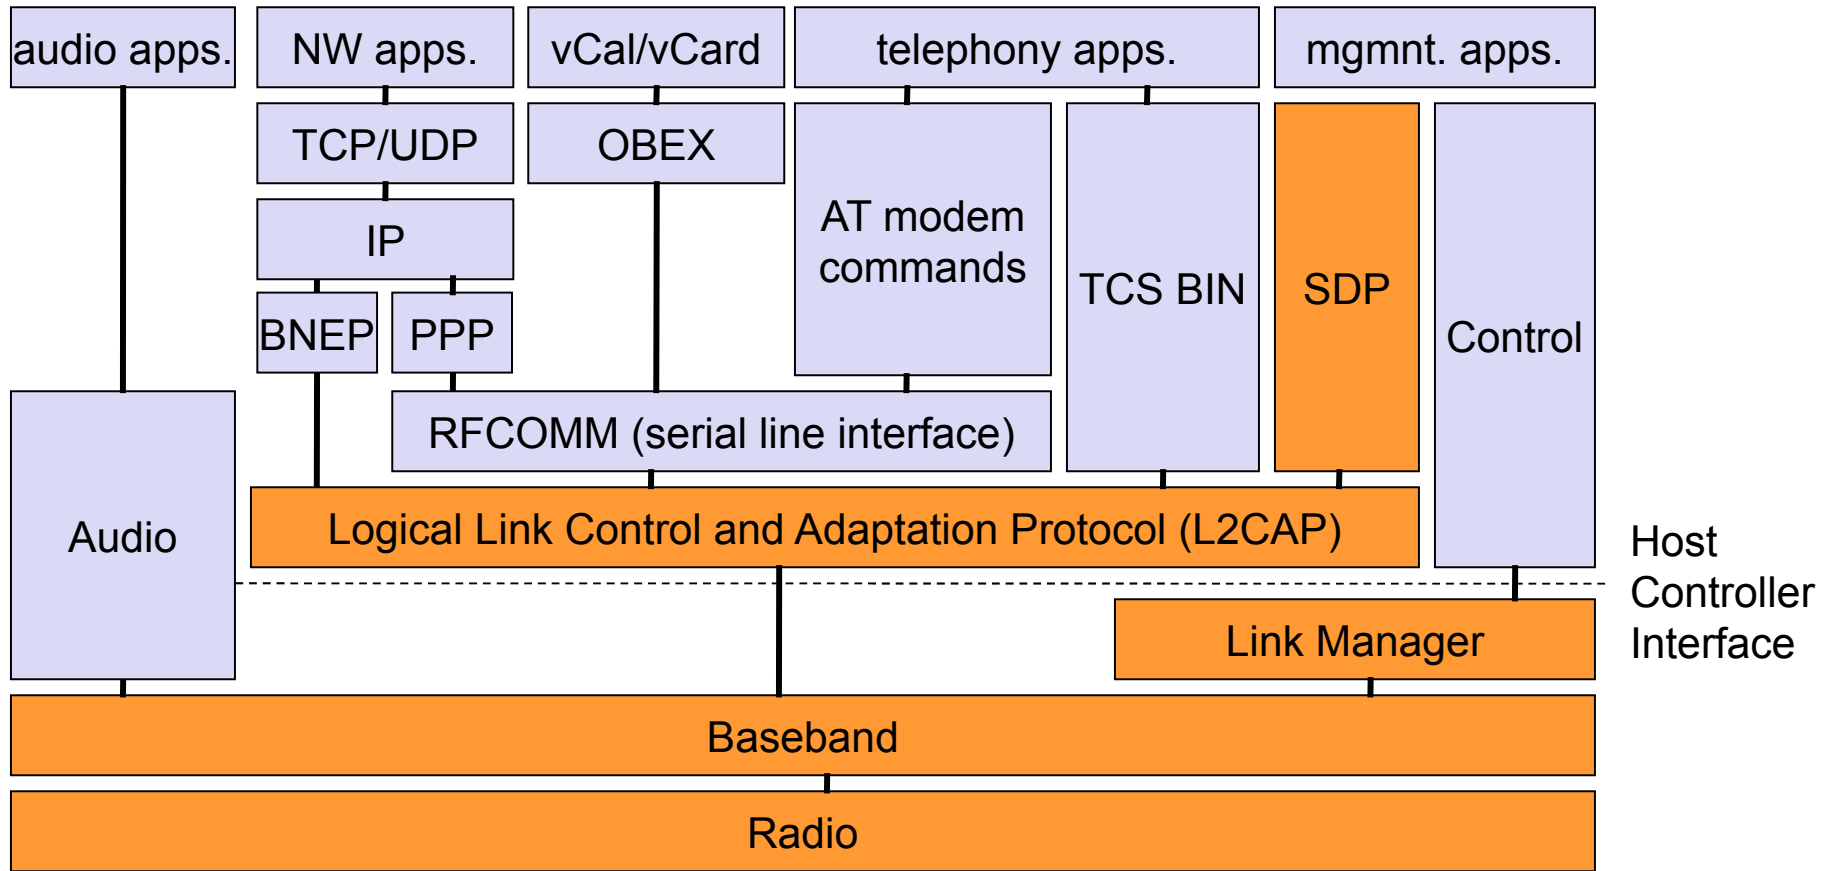 audio apps.
NW apps.
vCal/vCard
telephony apps.
mgmnt. apps.
TCP/UDP
OBEX
AT modem
commands
TCS BIN
SDP
Control
IP
BNEP
PPP
RFCOMM (serial line interface)
Audio
Logical Link Control and Adaptation Protocol (L2CAP)
Host
Controller
Interface
Link Manager
Baseband
Radio